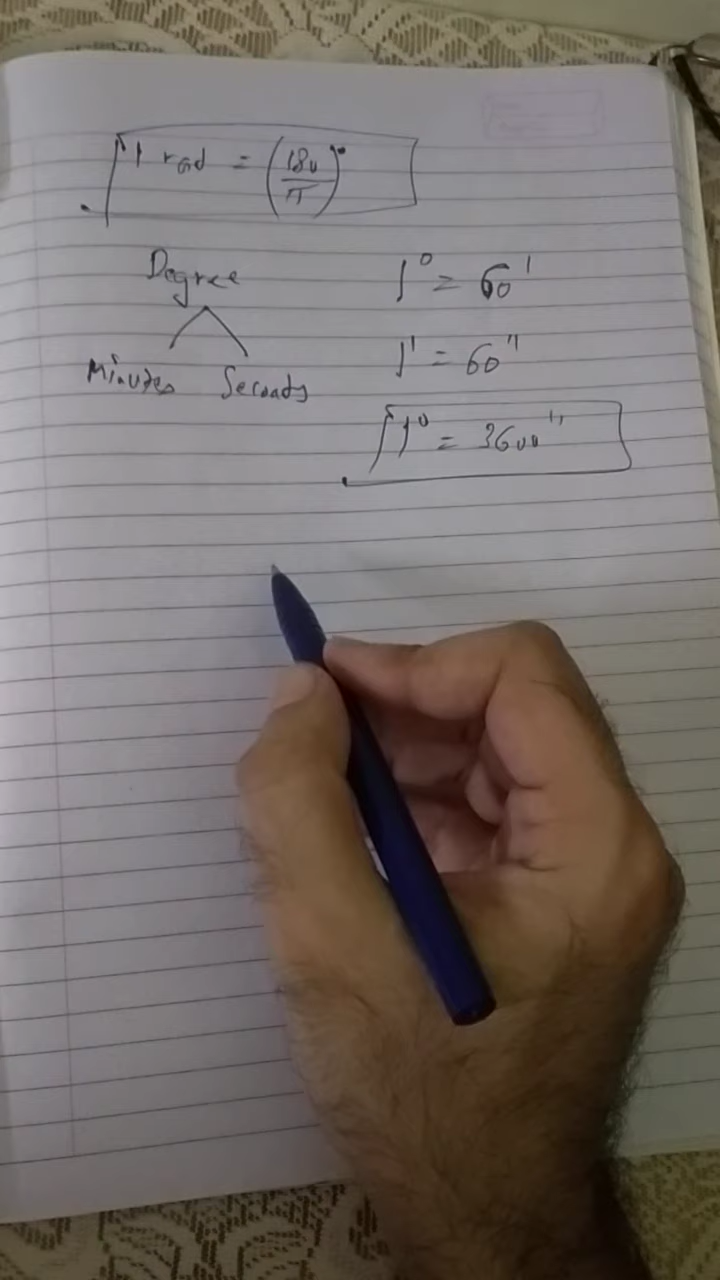 1 rad = (180/π)°
Degree
Minutes Seconds
1° = 60'
1' = 60"
1° = 3600"